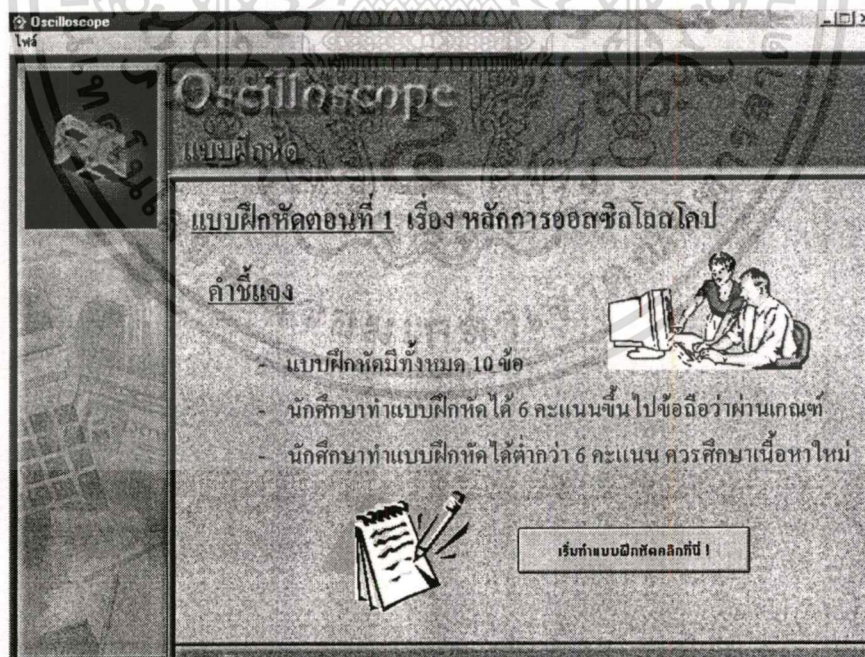 Oscilloscope
ไฟล์
Oscilloscope
แบบฝึกหัด
แบบฝึกหัดตอนที่ 1 เรื่อง หลักการออสซิลโลสโคป
คำชี้แจง
- แบบฝึกหัดมีทั้งหมด 10 ข้อ
- นักศึกษาทำแบบฝึกหัดได้ 6 คะแนนขึ้นไปข้อถือว่าผ่านเกณฑ์
- นักศึกษาทำแบบฝึกหัดได้ต่ำกว่า 6 คะแนน ควรศึกษาเนื้อหาใหม่
เริ่มทำแบบฝึกหัดคลิกที่นี่ !